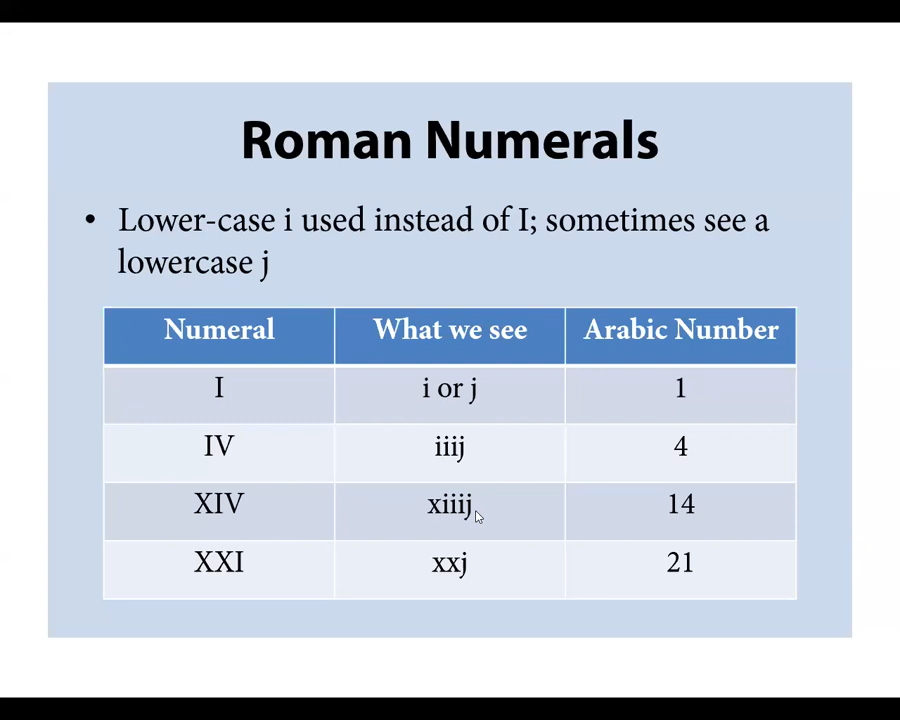 Roman Numerals
• Lower-case i used instead of I; sometimes see a
lowercase j
Numeral What we see Arabic Number
I i or j 1
IV iiij 4
XIV xiiij 14
XXI xxj 21